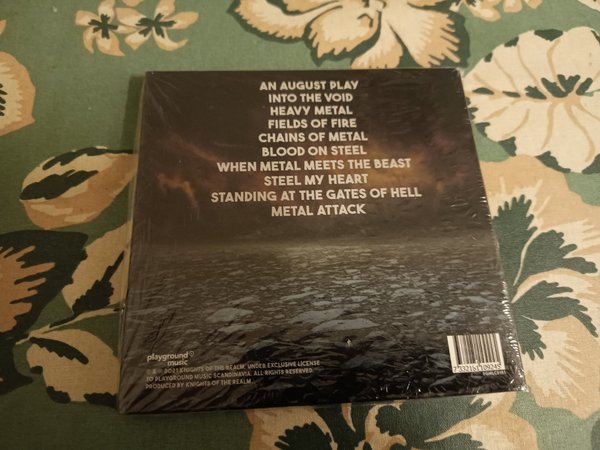 AN AUGUST PLAY
INTO THE VOID
HEAVY METAL
FIELDS OF FIRE
CHAINS OF METAL
BLOOD ON STEEL
WHEN METAL MEETS THE BEAST
STEEL MY HEART
STANDING AT THE GATES OF HELL
METAL ATTACK
playground
music
℗ © 2021 KNIGHTS OF THE REALM, UNDER EXCLUSIVE LICENSE
TO PLAYGROUND MUSIC SCANDINAVIA. ALL RIGHTS RESERVED.
PRODUCED BY KNIGHTS OF THE REALM.